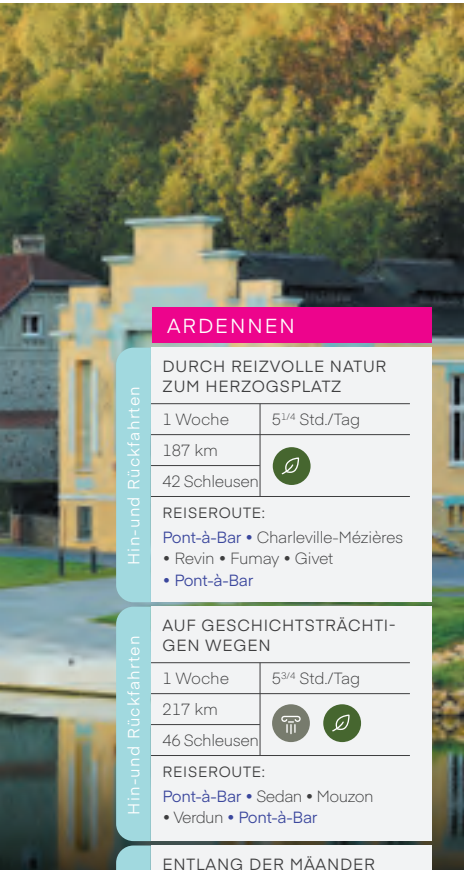 ARDENNEN
Hin-und Rückfahrten
DURCH REIZVOLLE NATUR
ZUM HERZOGSPLATZ
1 Woche
5 1/4 Std./Tag
187 km
42 Schleusen
REISEROUTE:
Pont-à-Bar • Charleville-Mézières
• Revin • Fumay • Givet
• Pont-à-Bar
Hin-und Rückfahrten
AUF GESCHICHTSTRÄCHTI-
GEN WEGEN
1 Woche
5 3/4 Std./Tag
217 km
46 Schleusen
REISEROUTE:
Pont-à-Bar • Sedan • Mouzon
• Verdun • Pont-à-Bar
ENTLANG DER MÄANDER